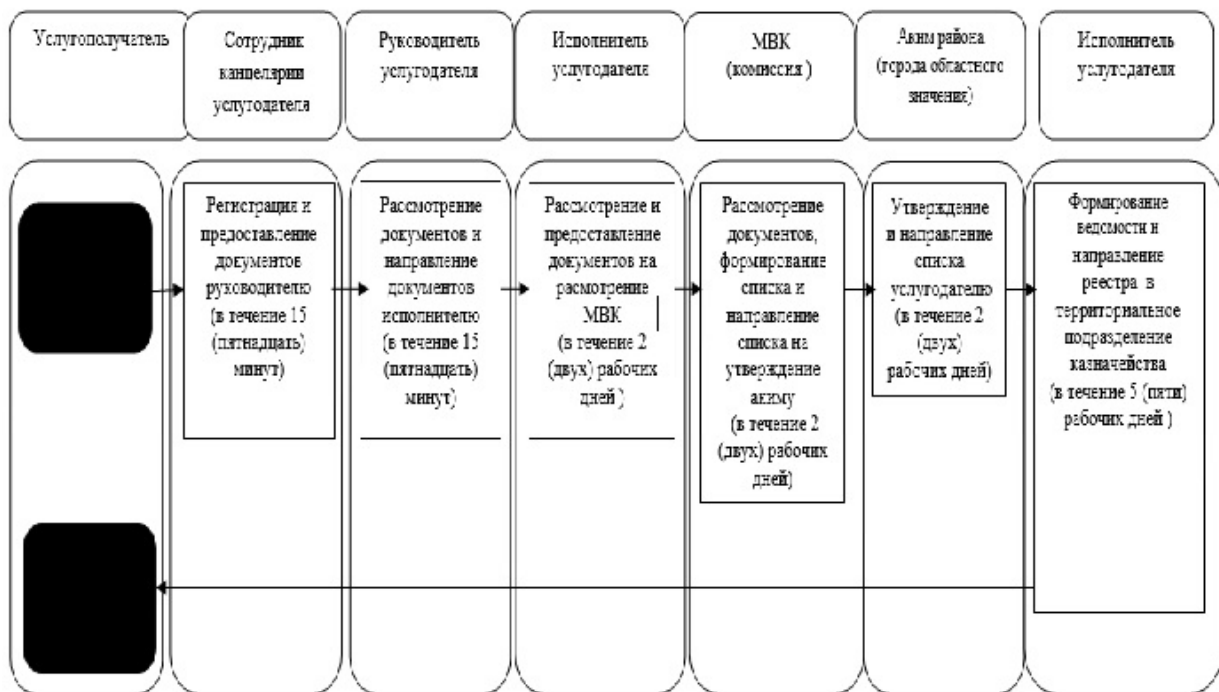 Услугополучатель
Сотрудник
канцелярии
услугодателя
Руководитель
услугодателя
Исполнитель
услугодателя
МВК
(комиссия )
Аким района
(города областного
значения)
Исполнитель
услугодателя
Регистрация и
предоставление
документов
руководителю
(в течение 15
(пятнадцать)
минут)
Рассмотрение
документов и
направление
документов
исполнителю
(в течение 15
(пятнадцать)
минут)
Рассмотрение и
предоставление
документов на
расмотрение
МВК
(в течение 2
(двух) рабочих
дней )
Рассмотрение
документов,
формирование
списка и
направление
списка на
утверждение
акиму
(в течение 2
(двух) рабочих
дней)
Утверждение
и направление
списка
услугодателю
(в течение 2
(двух)
рабочих дней)
Формирование
ведомости и
направление
реестра в
территориальное
подразделение
казначейства
(в течение 5 (пяти)
рабочих дней )